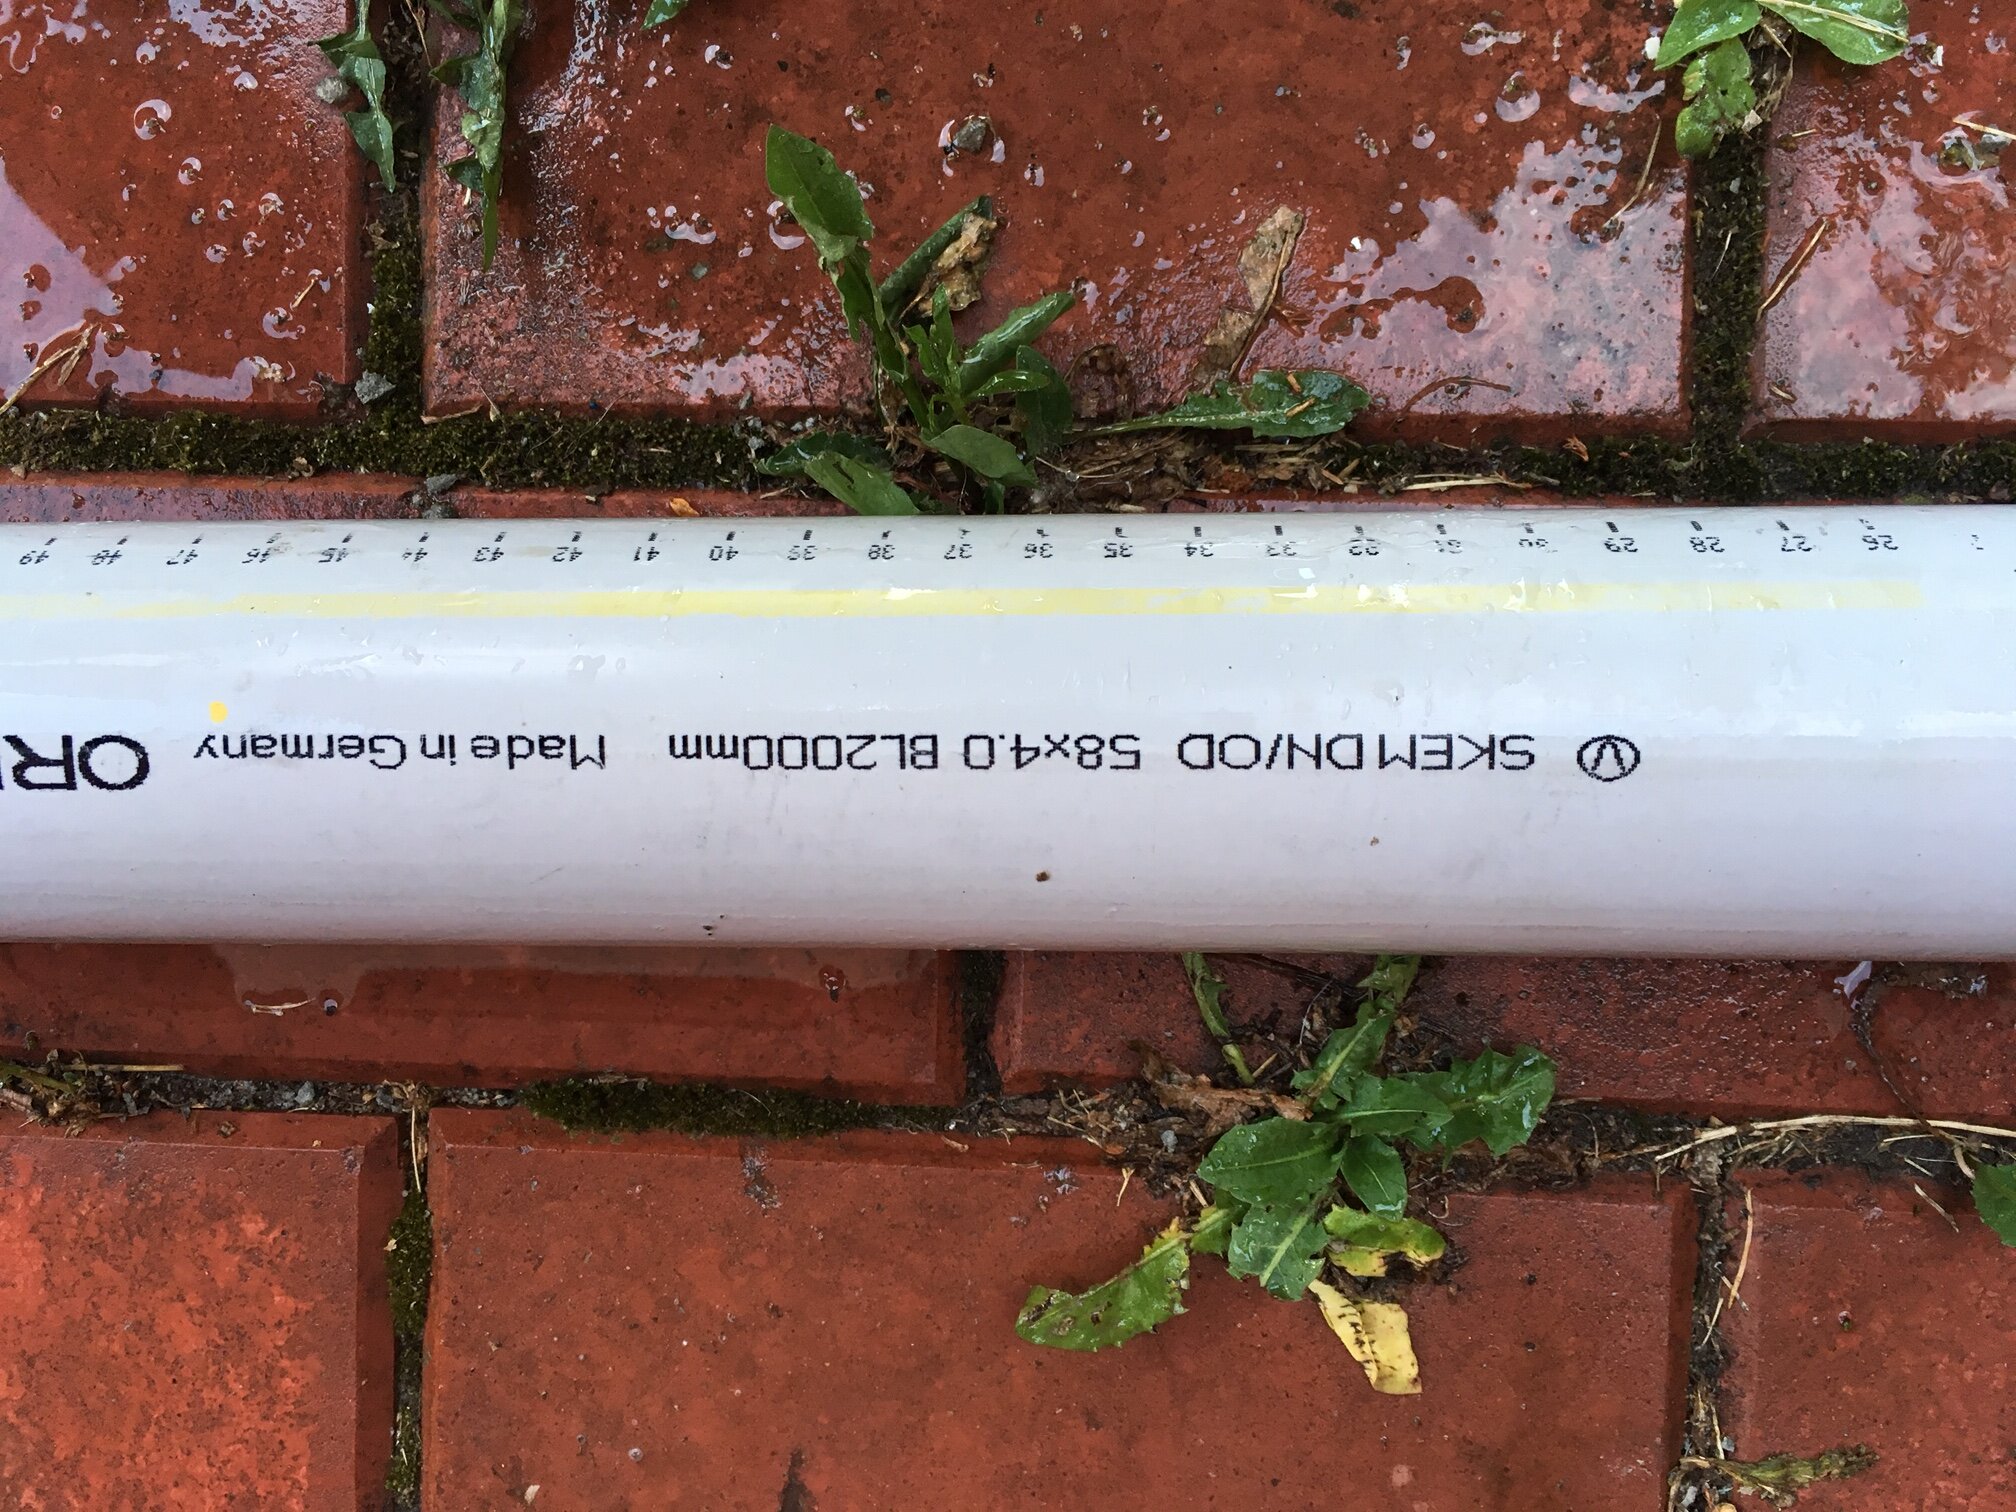 Ⓥ SKEM DN/OD 58x4.0 BL2000mm Made in Germany
26 27 28 29 30 31 32 33 34 35 36 37 38 39 40 41 42 43 44 45 46 47 48 49